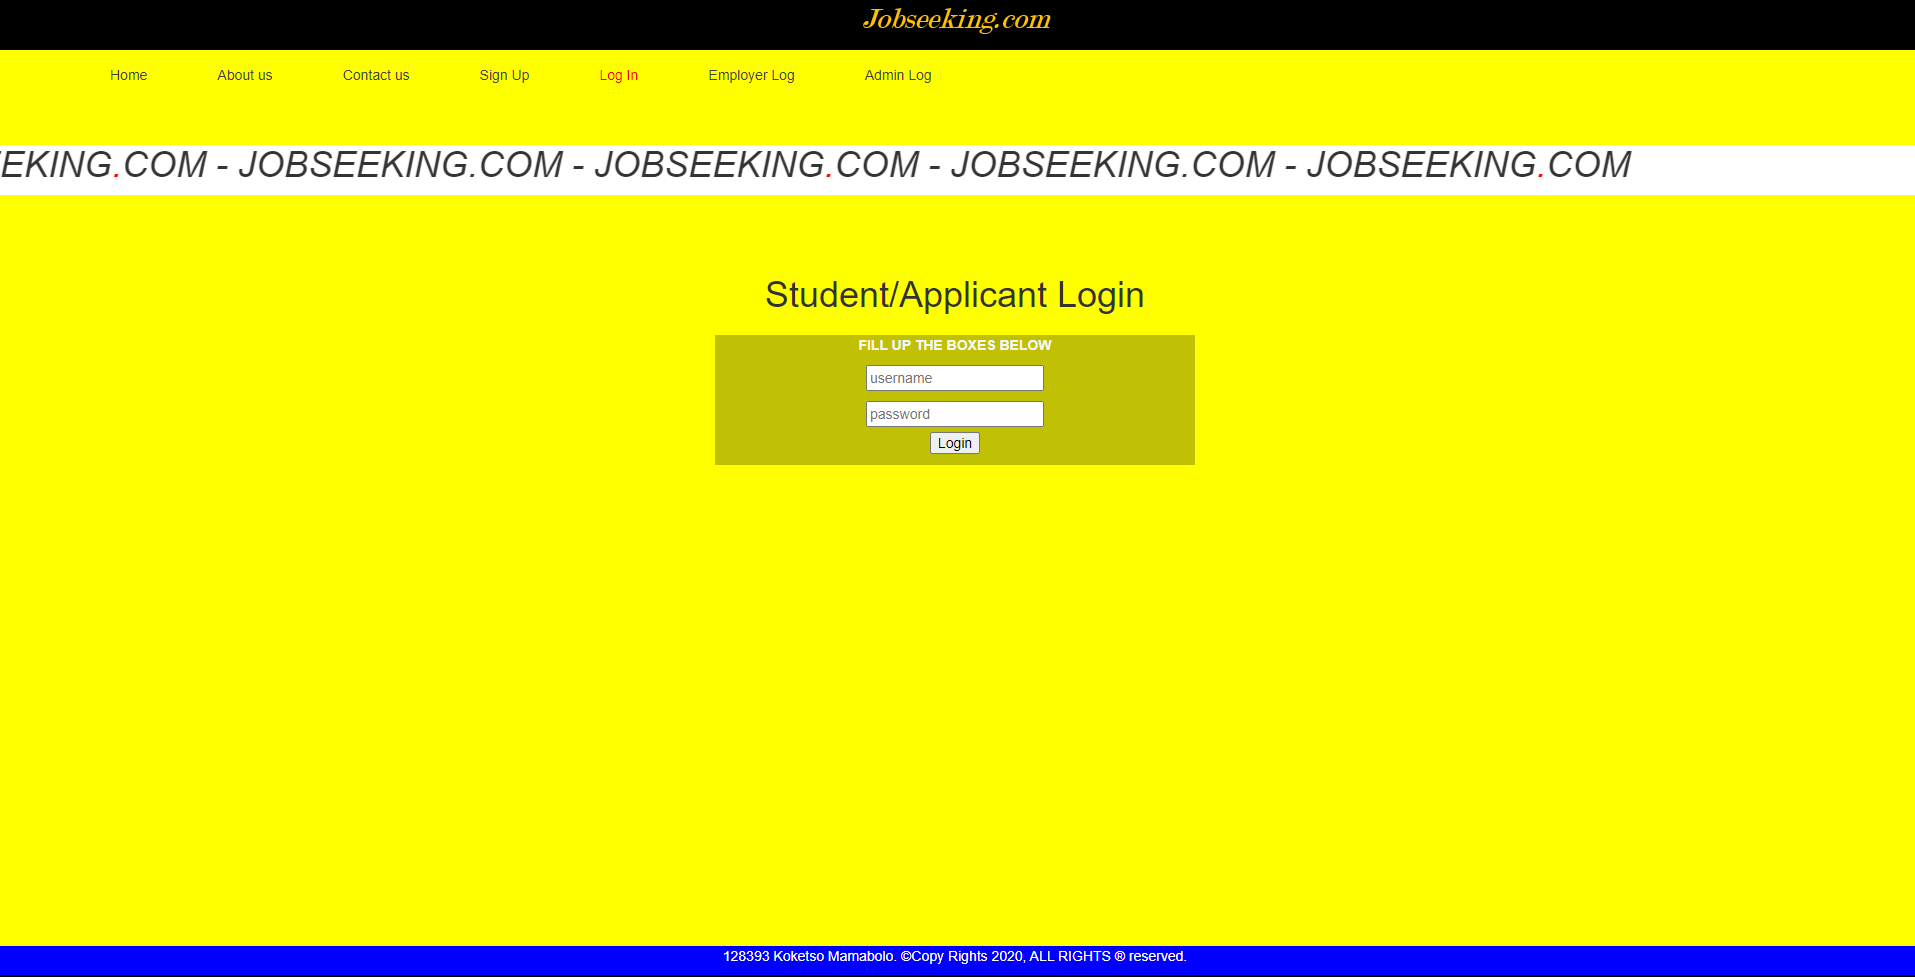 Jobseeking.com
Home About us Contact us Sign Up Log In Employer Log Admin Log
EKING.COM - JOBSEEKING.COM - JOBSEEKING.COM - JOBSEEKING.COM - JOBSEEKING.COM
Student/Applicant Login
FILL UP THE BOXES BELOW
username
password
Login
128393 Koketso Mamabolo. ©Copy Rights 2020, ALL RIGHTS ® reserved.